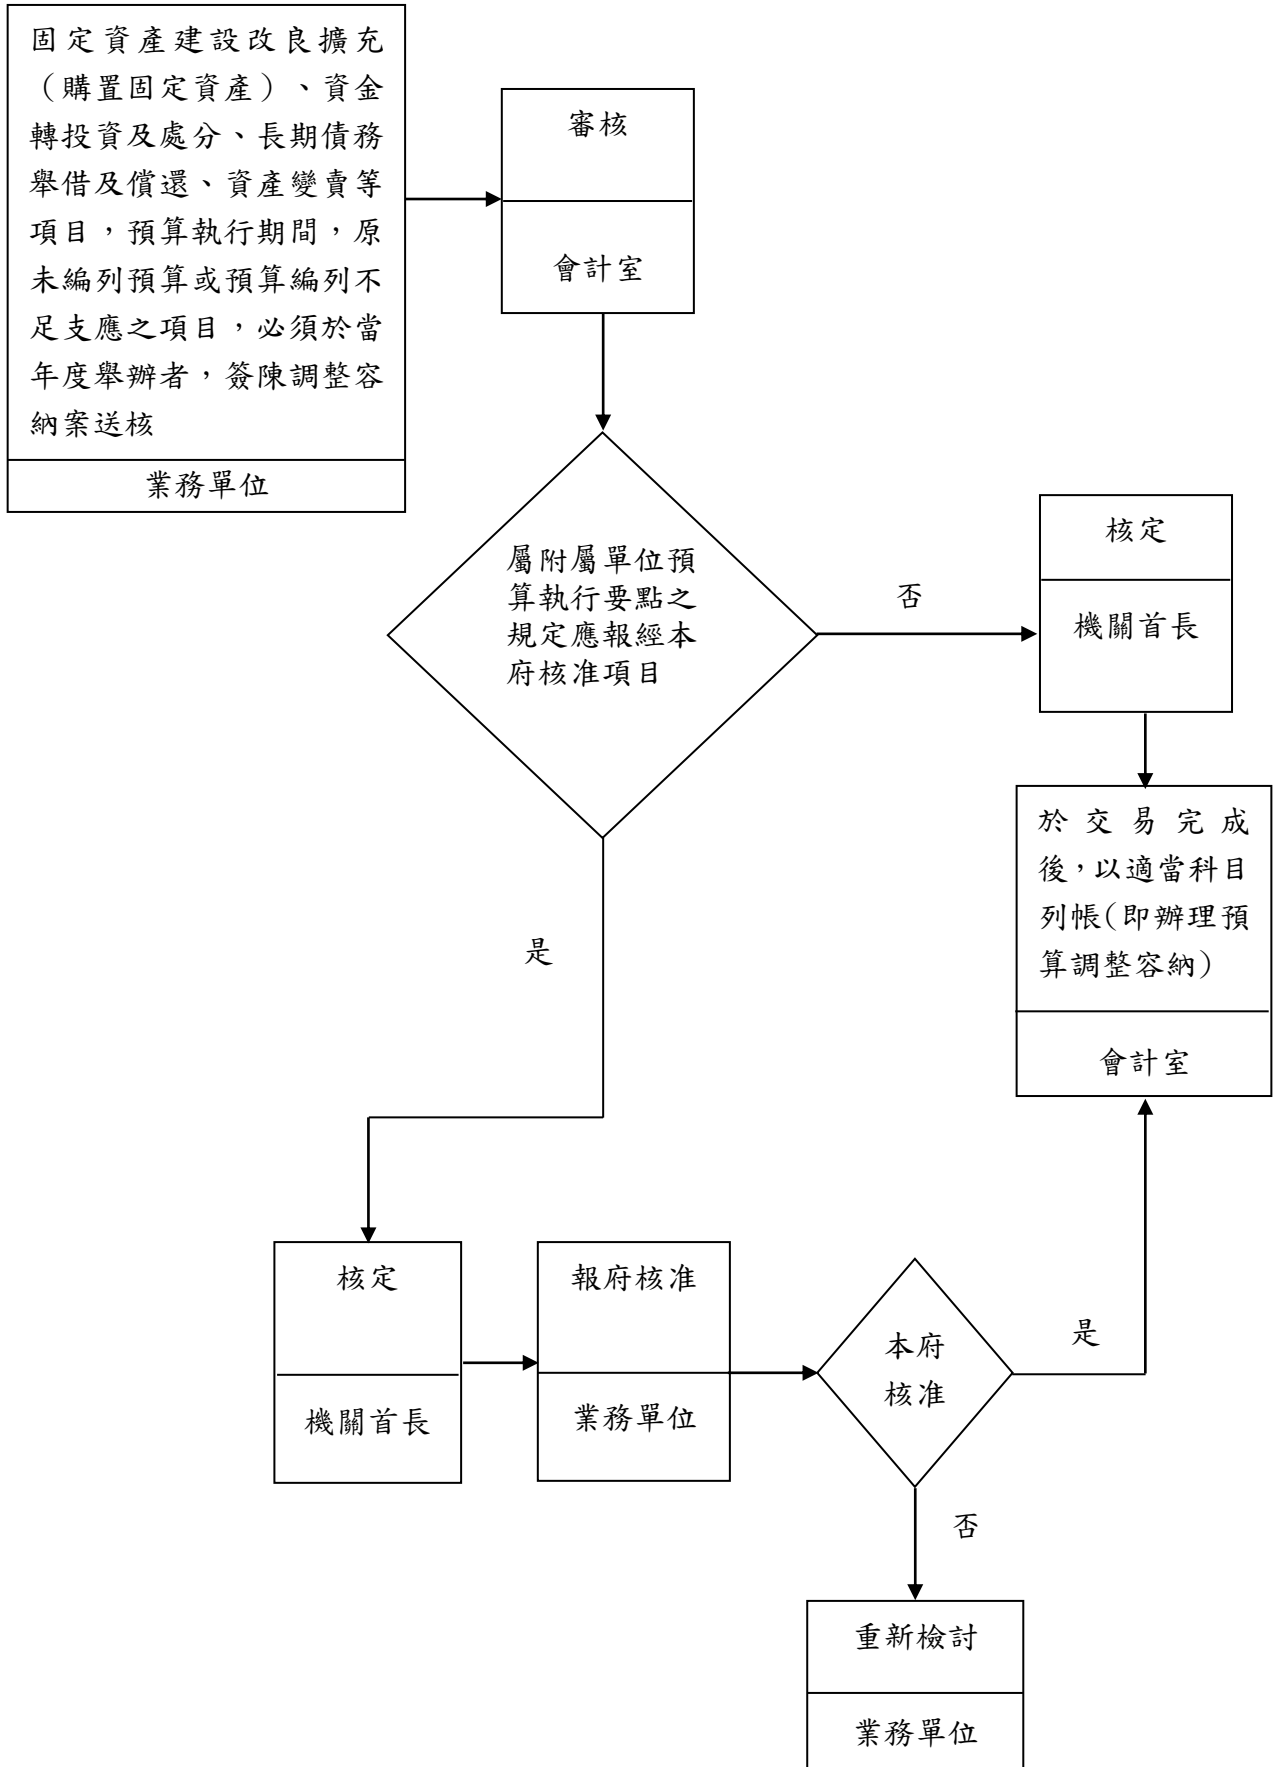 固定資產建設改良擴充
（購置固定資產）、資金
轉投資及處分、長期債務
舉借及償還、資產變賣等
項目，預算執行期間，原
未編列預算或預算編列不
足支應之項目，必須於當
年度舉辦者，簽陳調整容
納案送核
業務單位
審核
會計室
屬附屬單位預
算執行要點之
規定應報經本
府核准項目
否
核定
機關首長
於交易完成
後，以適當科目
列帳(即辦理預
算調整容納)
會計室
是
核定
機關首長
報府核准
業務單位
本府
核准
是
否
重新檢討
業務單位